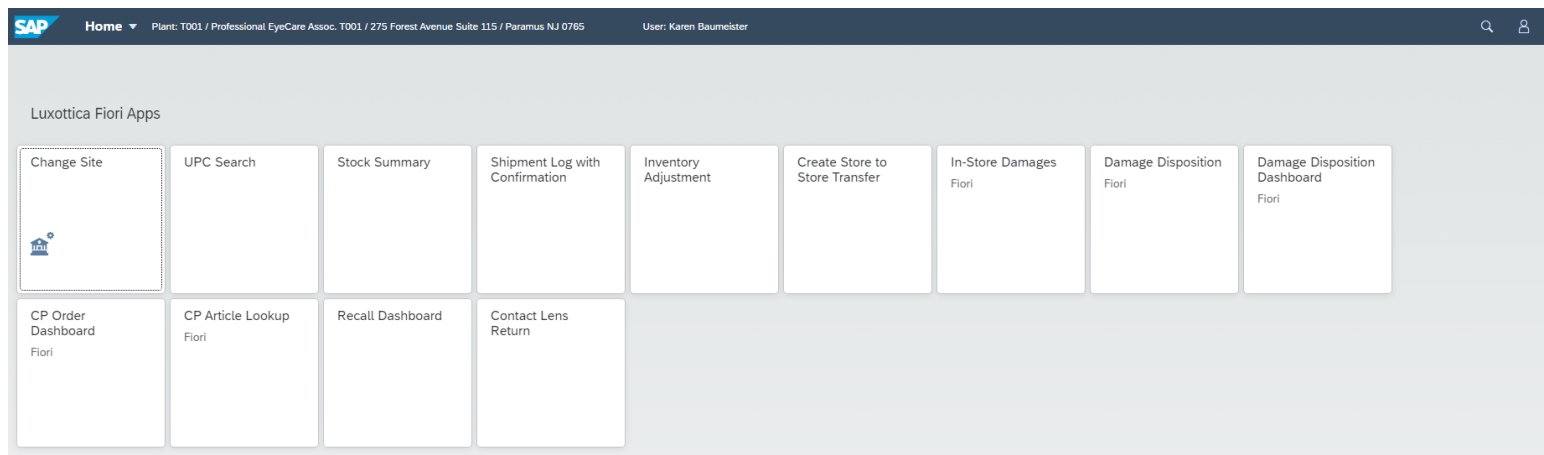 SAP Home Plant: T001 / Professional EyeCare Assoc. T001 / 275 Forest Avenue Suite 115 / Paramus NJ 0765 User: Karen Baumeister
Luxottica Fiori Apps
Change Site
UPC Search
Stock Summary
Shipment Log with
Confirmation
Inventory
Adjustment
Create Store to
Store Transfer
In-Store Damages
Fiori
Damage Disposition
Fiori
Damage Disposition
Dashboard
Fiori
CP Order
Dashboard
Fiori
CP Article Lookup
Fiori
Recall Dashboard
Contact Lens
Return